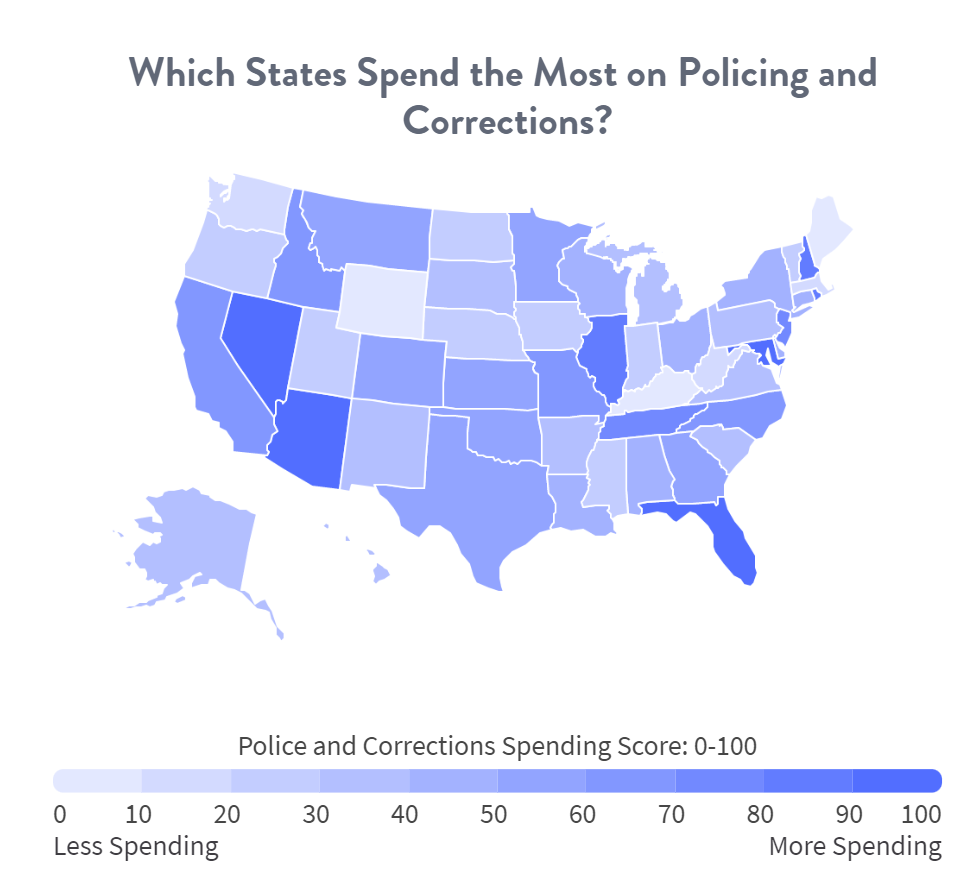 Which States Spend the Most on Policing and
Corrections?
Police and Corrections Spending Score: 0-100
0 10 20 30 40 50 60 70 80 90 100
Less Spending More Spending